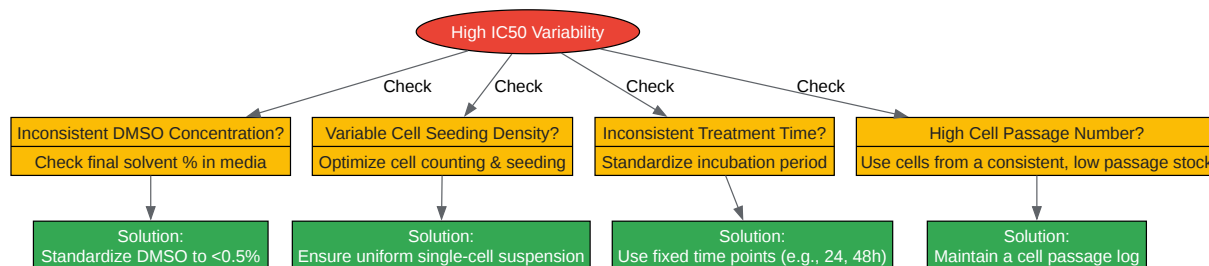 High IC50 Variability
Check
Check
Check
Check
Inconsistent DMSO Concentration?
Check final solvent % in media
Variable Cell Seeding Density?
Optimize cell counting & seeding
Inconsistent Treatment Time?
Standardize incubation period
High Cell Passage Number?
Use cells from a consistent, low passage stock
Solution:
Standardize DMSO to <0.5%
Solution:
Ensure uniform single-cell suspension
Solution:
Use fixed time points (e.g., 24, 48h)
Solution:
Maintain a cell passage log